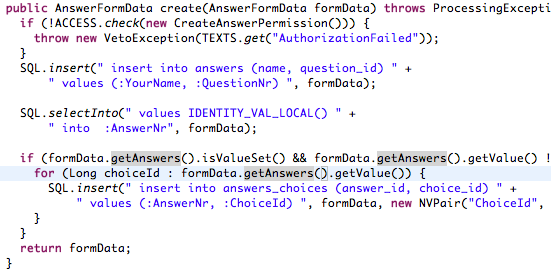 public AnswerFormData create(AnswerFormData formData) throws ProcessingExcepti
if (!ACCESS.check(new CreateAnswerPermission())) {
throw new VetoException(TEXTS.get("AuthorizationFailed"));
}
SQL.insert(" insert into answers (name, question_id) " +
" values (:YourName, :QuestionNr) ", formData);
SQL.selectInto(" values IDENTITY_VAL_LOCAL() " +
" into  :AnswerNr", formData);
if (formData.getAnswers().isValueSet() && formData.getAnswers().getValue() !
for (Long choiceId : formData.getAnswers().getValue()) {
SQL.insert(" insert into answers_choices (answer_id, choice_id) " +
" values (:AnswerNr, :ChoiceId) ", formData, new NVPair("ChoiceId",
}
}
return formData;
}